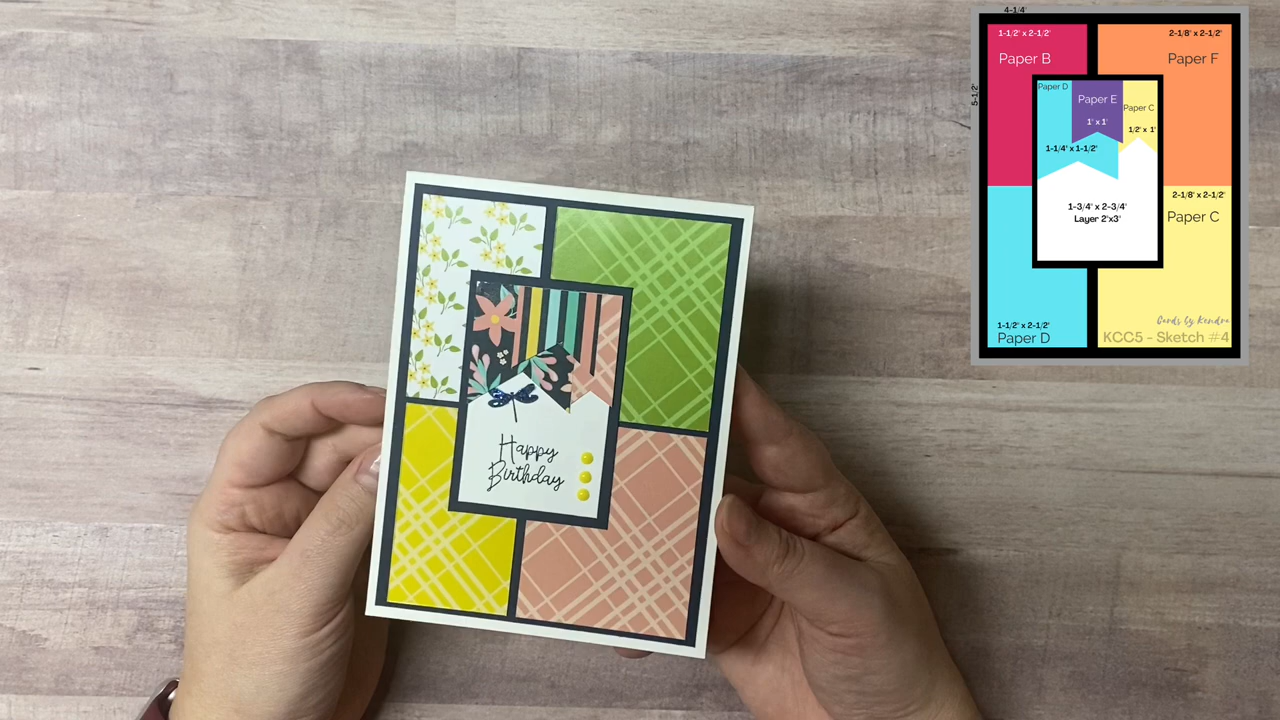 4-1/4"
1-1/2" x 2-1/2"
2-1/8" x 2-1/2"
Paper B
Paper F
5-1/2"
Paper D
Paper E
Paper C
1" x 1"
1/2" x 1"
1-1/4" x 1-1/2"
2-1/8" x 2-1/2"
1-3/4" x 2-3/4"
Paper C
Layer 2"x3"
Cards by Kendra
1-1/2" x 2-1/2"
KCC5 - Sketch #4
Paper D
Happy
Birthday